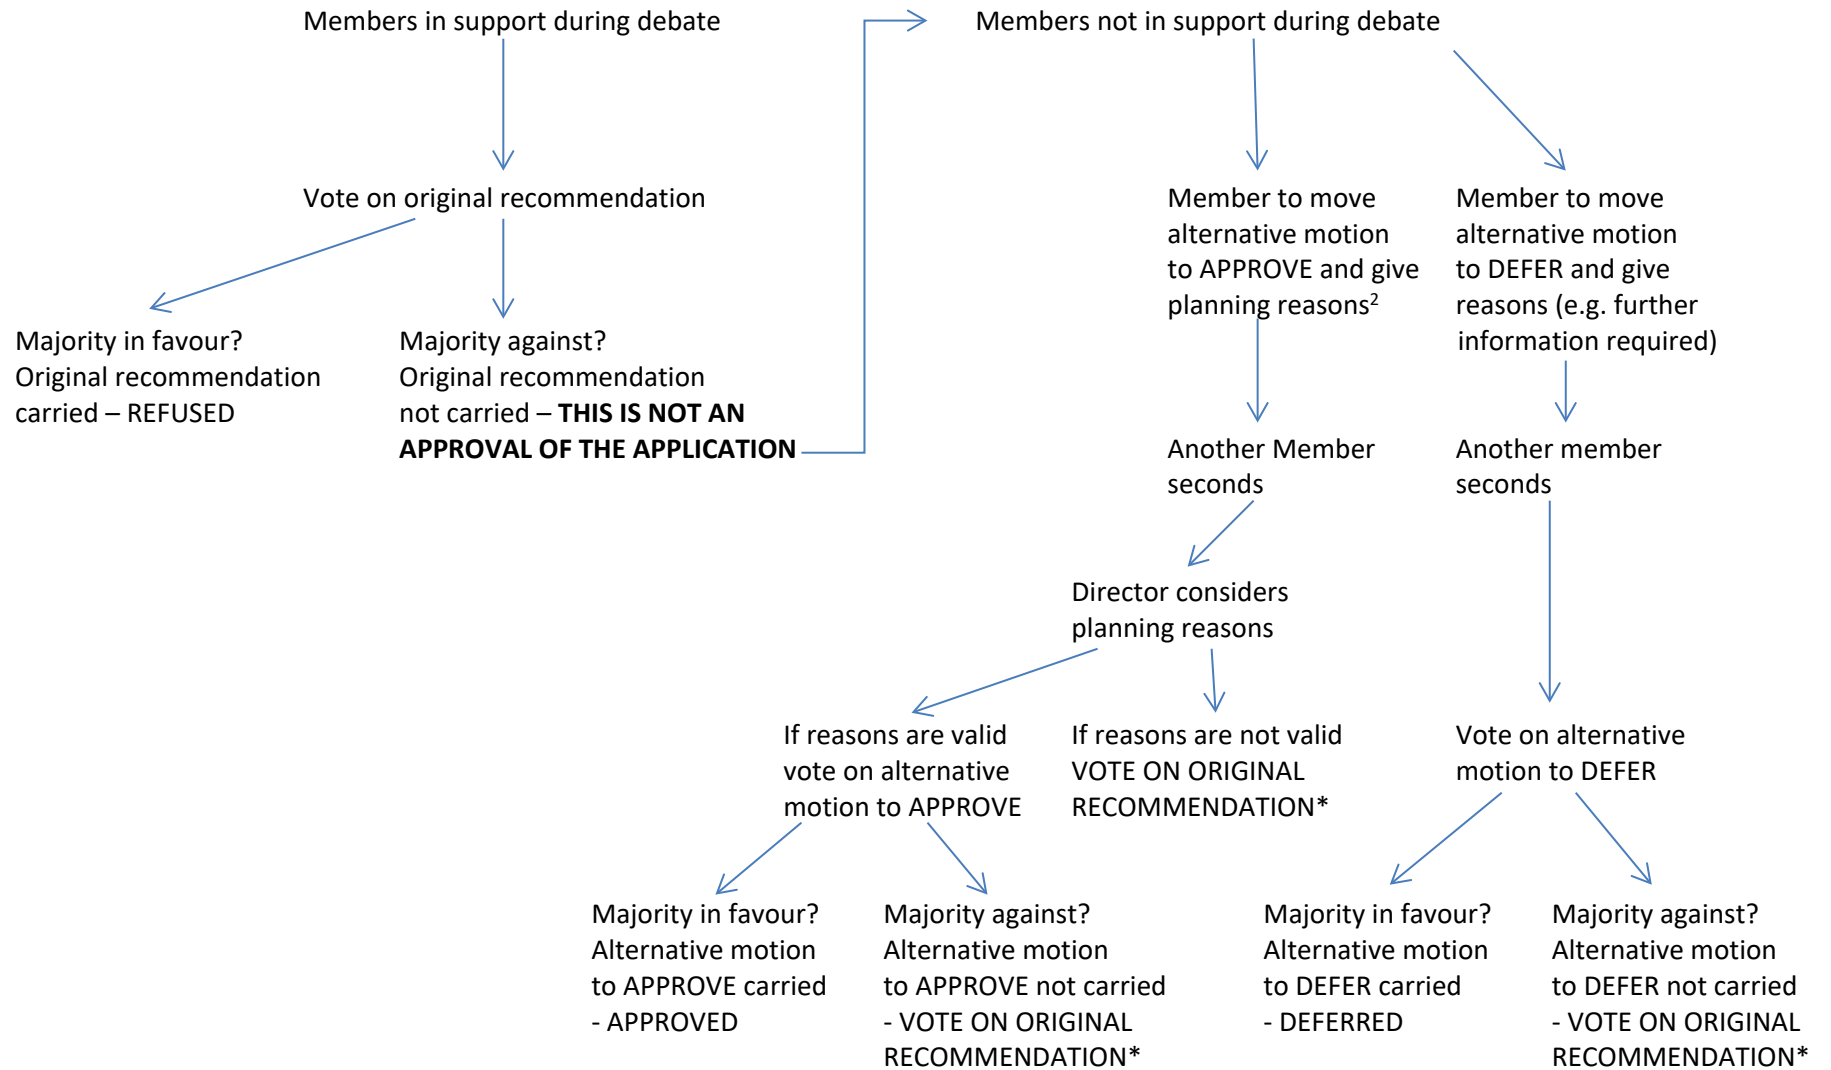 Members in support during debate
Members not in support during debate
Vote on original recommendation
Majority in favour?
Original recommendation
carried – REFUSED
Majority against?
Original recommendation
not carried – THIS IS NOT AN
APPROVAL OF THE APPLICATION
Member to move
alternative motion
to APPROVE and give
planning reasons²
Member to move
alternative motion
to DEFER and give
reasons (e.g. further
information required)
Another Member
seconds
Another member
seconds
Director considers
planning reasons
If reasons are valid
vote on alternative
motion to APPROVE
If reasons are not valid
VOTE ON ORIGINAL
RECOMMENDATION*
Vote on alternative
motion to DEFER
Majority in favour?
Alternative motion
to APPROVE carried
- APPROVED
Majority against?
Alternative motion
to APPROVE not carried
- VOTE ON ORIGINAL
RECOMMENDATION*
Majority in favour?
Alternative motion
to DEFER carried
- DEFERRED
Majority against?
Alternative motion
to DEFER not carried
- VOTE ON ORIGINAL
RECOMMENDATION*